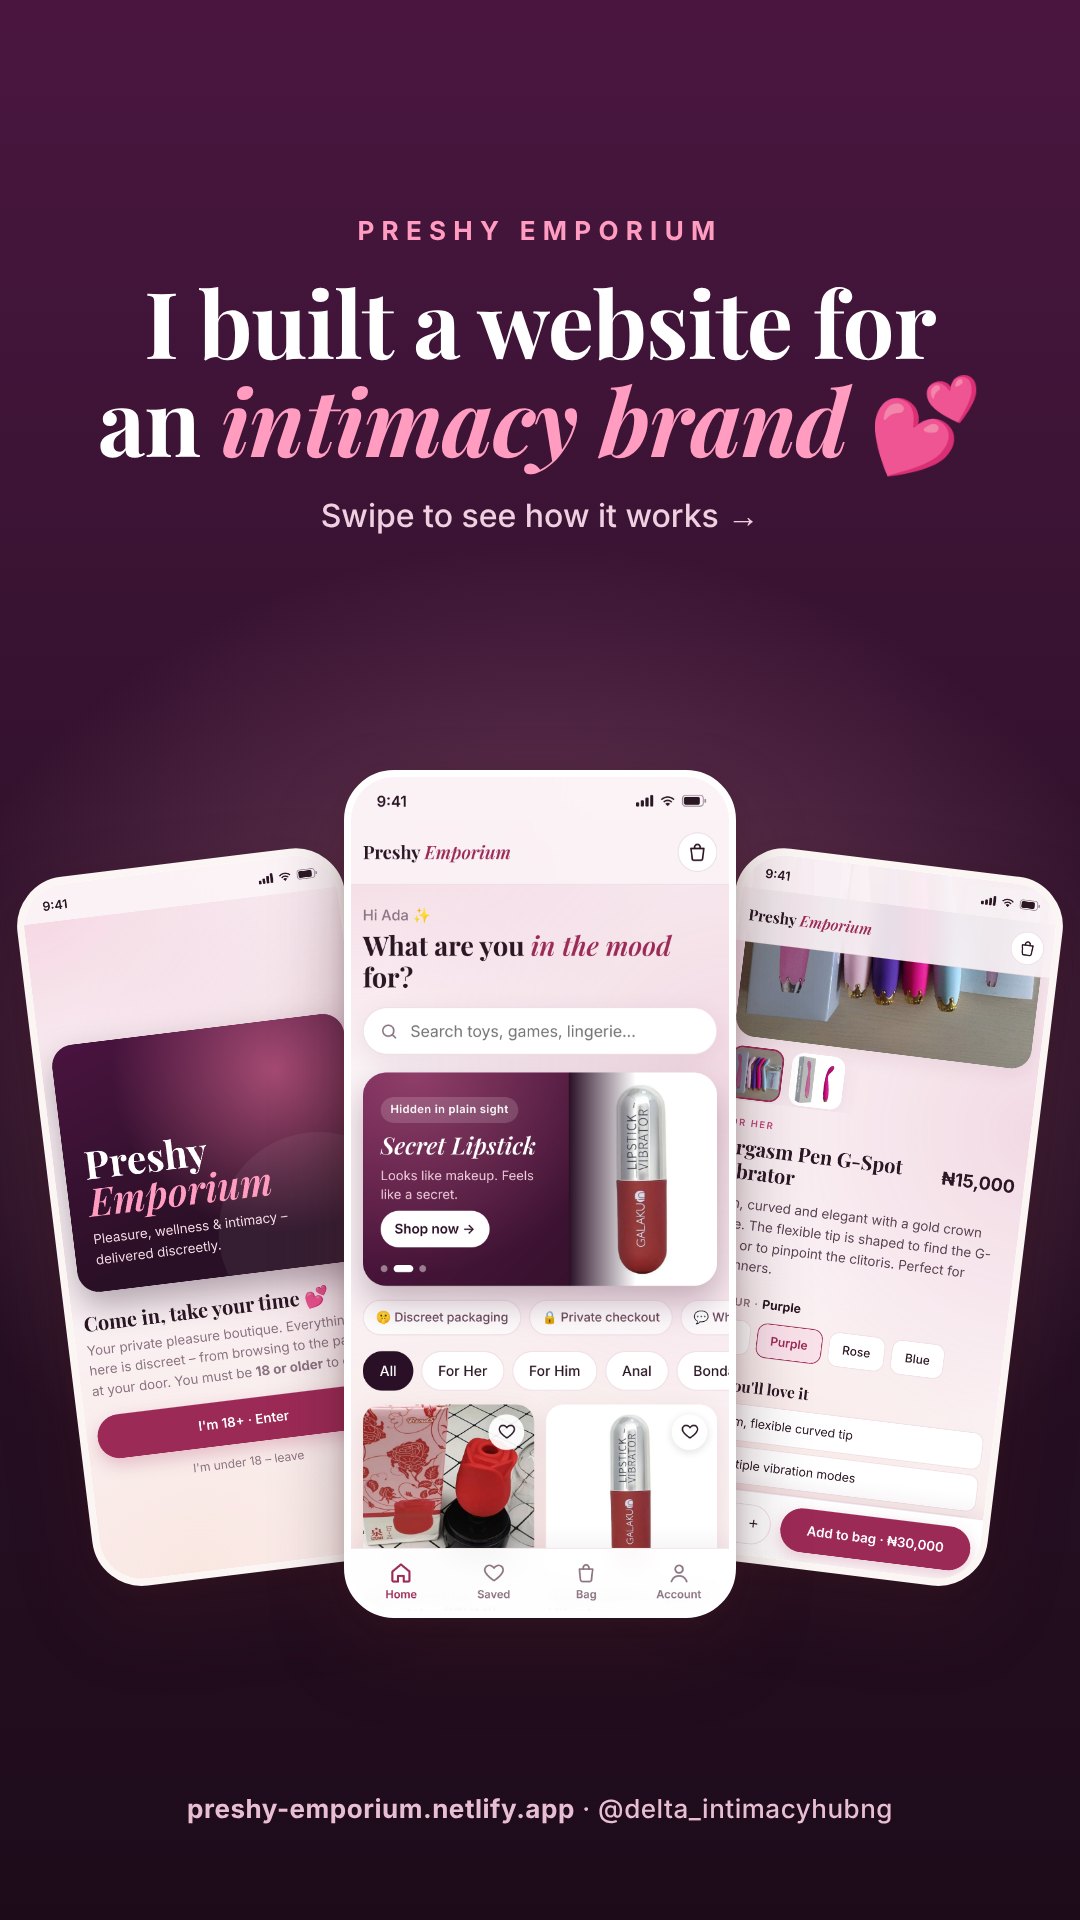 PRESHY EMPORIUM
I built a website for
an intimacy brand 💕
Swipe to see how it works →
9:41
Preshy
Emporium
Pleasure, wellness & intimacy –
delivered discreetly.
Come in, take your time 💕
Your private pleasure boutique. Everythin
here is discreet – from browsing to the pa
at your door. You must be 18 or older to
I'm 18+ · Enter
I'm under 18 – leave
9:41
Preshy Emporium
Hi Ada ✨
What are you in the mood
for?
Search toys, games, lingerie...
Hidden in plain sight
Secret Lipstick
Looks like makeup. Feels
like a secret.
Shop now →
LIPSTICK -
VIBRATOR
GALAKU
🤫 Discreet packaging
🔒 Private checkout
💬 Wh
All
For Her
For Him
Anal
Bonda
LIPSTICK -
VIBRATOR
GALAKU
Home
Saved
Bag
Account
9:41
Preshy Emporium
R HER
rgasm Pen G-Spot
brator
₦15,000
, curved and elegant with a gold crown
e. The flexible tip is shaped to find the G-
or to pinpoint the clitoris. Perfect for
nners.
UR · Purple
Purple
Rose
Blue
ou'll love it
m, flexible curved tip
tiple vibration modes
+
Add to bag · ₦30,000
preshy-emporium.netlify.app · @delta_intimacyhubng